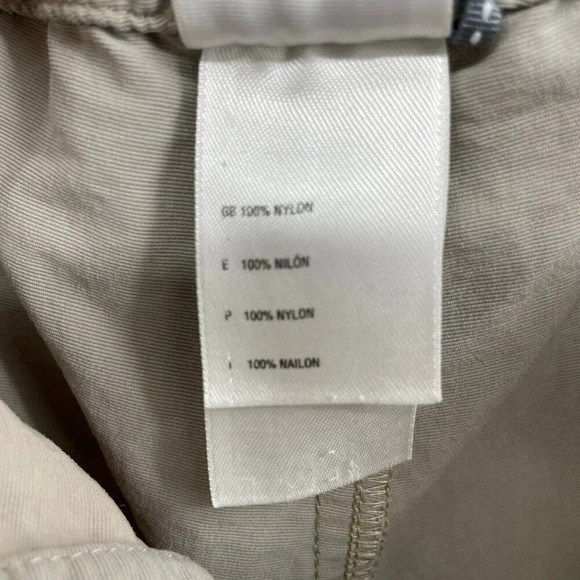 GB 100% NYLON
E 100% NILÓN
P 100% NYLON
I 100% NAILON